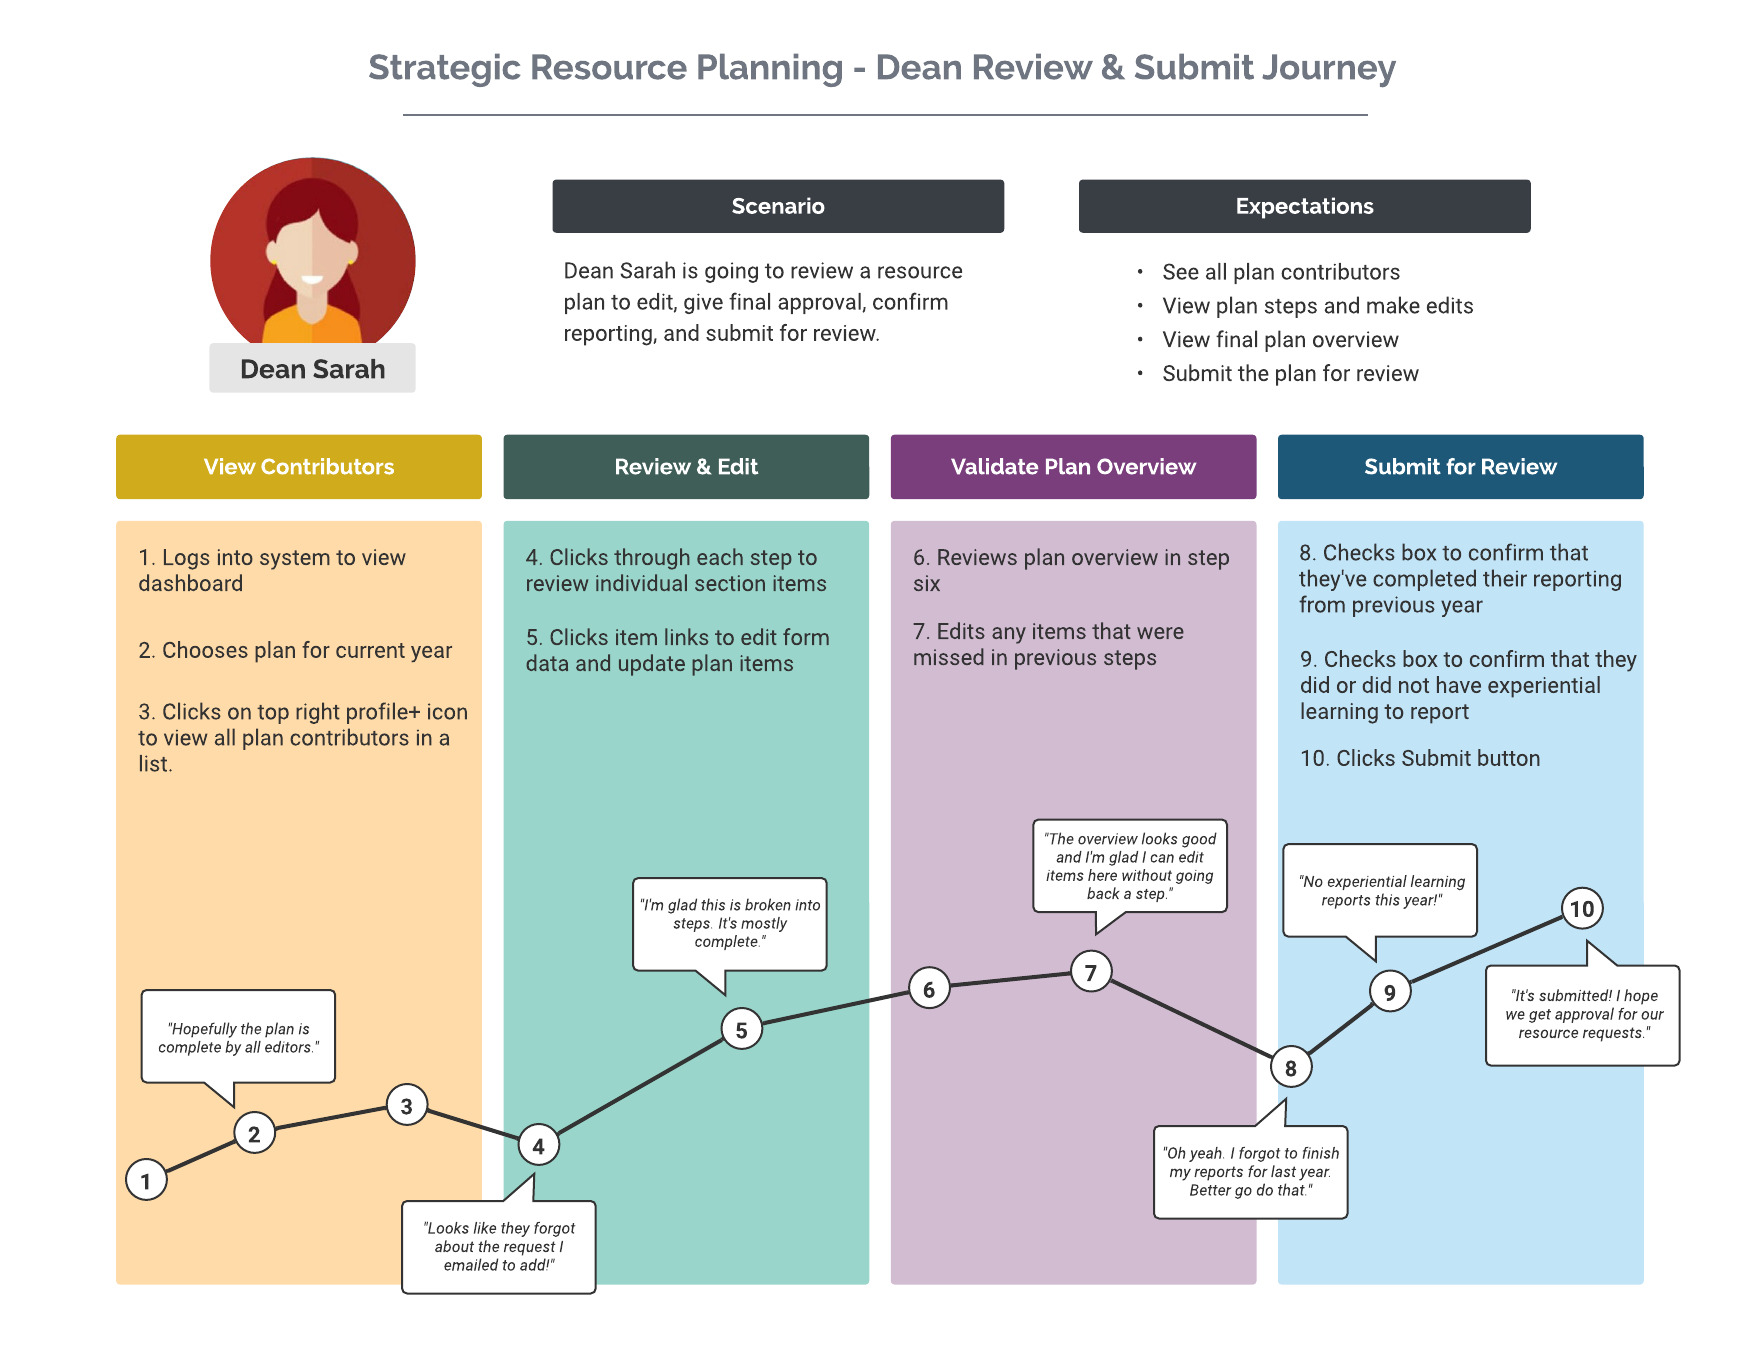 Strategic Resource Planning - Dean Review & Submit Journey
Dean Sarah
Scenario
Dean Sarah is going to review a resource
plan to edit, give final approval, confirm
reporting, and submit for review.
Expectations
• See all plan contributors
• View plan steps and make edits
• View final plan overview
• Submit the plan for review
View Contributors
1. Logs into system to view
dashboard
2. Chooses plan for current year
3. Clicks on top right profile+ icon
to view all plan contributors in a
list.
Review & Edit
4. Clicks through each step to
review individual section items
5. Clicks item links to edit form
data and update plan items
Validate Plan Overview
6. Reviews plan overview in step
six
7. Edits any items that were
missed in previous steps
Submit for Review
8. Checks box to confirm that
they've completed their reporting
from previous year
9. Checks box to confirm that they
did or did not have experiential
learning to report
10. Clicks Submit button
1
"Hopefully the plan is
complete by all editors."
2
3
4
"Looks like they forgot
about the request I
emailed to add!"
"I'm glad this is broken into
steps. It's mostly
complete."
5
6
"The overview looks good
and I'm glad I can edit
items here without going
back a step."
7
8
"Oh yeah. I forgot to finish
my reports for last year.
Better go do that."
"No experiential learning
reports this year!"
9
10
"It's submitted! I hope
we get approval for our
resource requests."